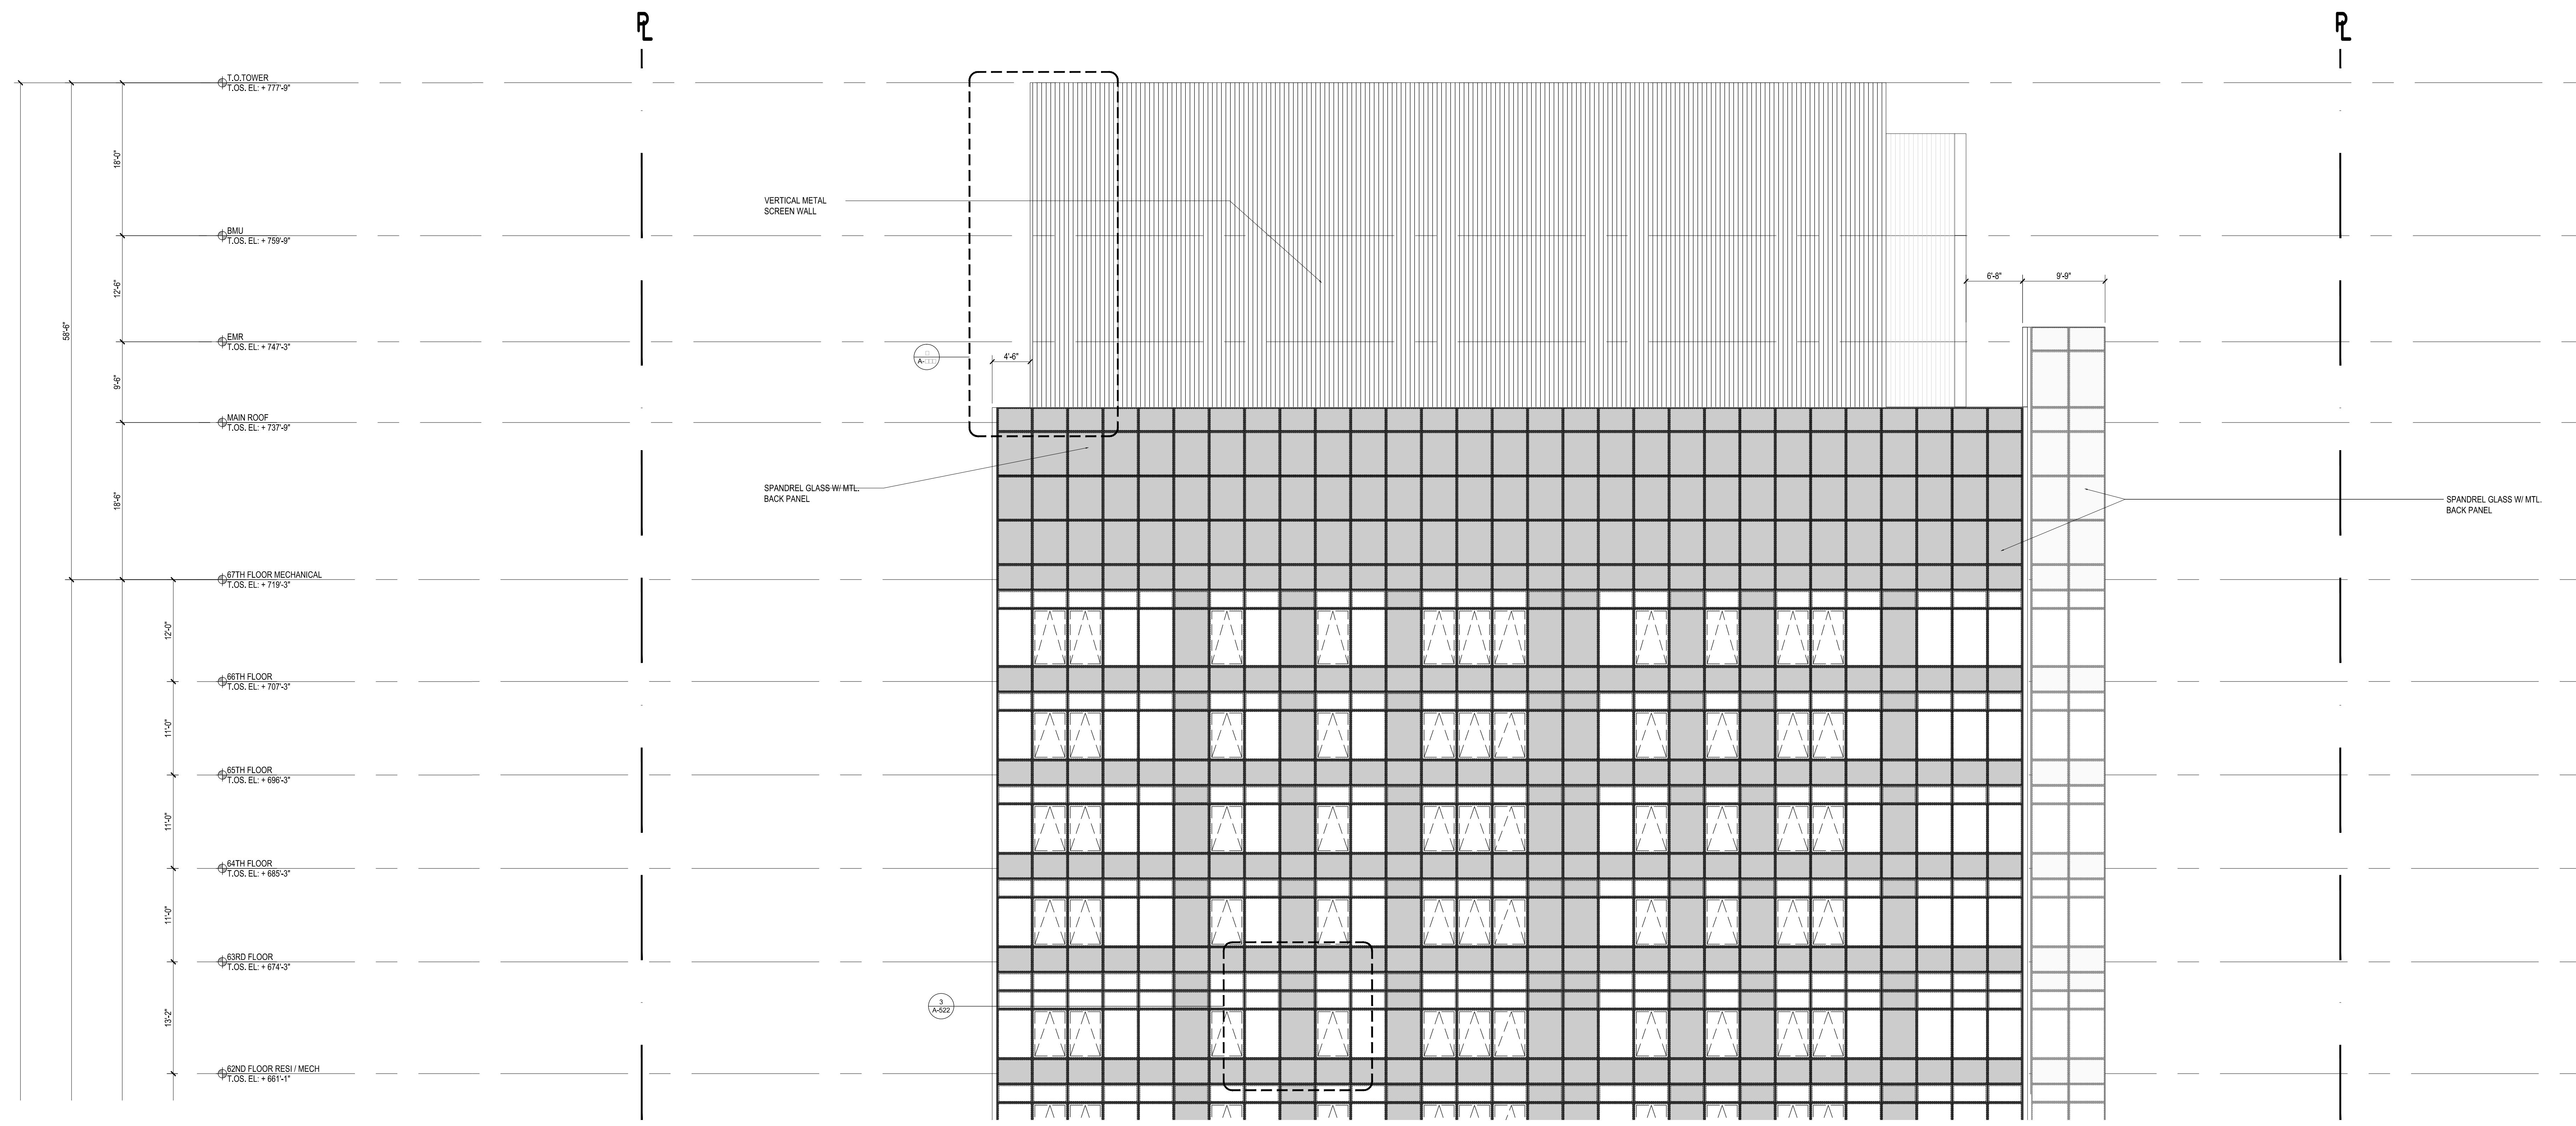 PL
PL
T.O.TOWER
T.OS. EL: + 777'-9"
18'-0"
VERTICAL METAL
SCREEN WALL
BMU
T.OS. EL: + 759'-9"
12'-6"
6'-8"
9'-9"
58'-6"
EMR
T.OS. EL: + 747'-3"
4'-6"
A-
9'-6"
MAIN ROOF
T.OS. EL: + 737'-9"
18'-6"
SPANDREL GLASS W/ MTL.
BACK PANEL
SPANDREL GLASS W/ MTL.
BACK PANEL
67TH FLOOR MECHANICAL
T.OS. EL: + 719'-3"
12'-0"
66TH FLOOR
T.OS. EL: + 707'-3"
11'-0"
65TH FLOOR
T.OS. EL: + 696'-3"
11'-0"
64TH FLOOR
T.OS. EL: + 685'-3"
11'-0"
63RD FLOOR
T.OS. EL: + 674'-3"
13'-2"
3
A-522
62ND FLOOR RESI / MECH
T.OS. EL: + 661'-1"